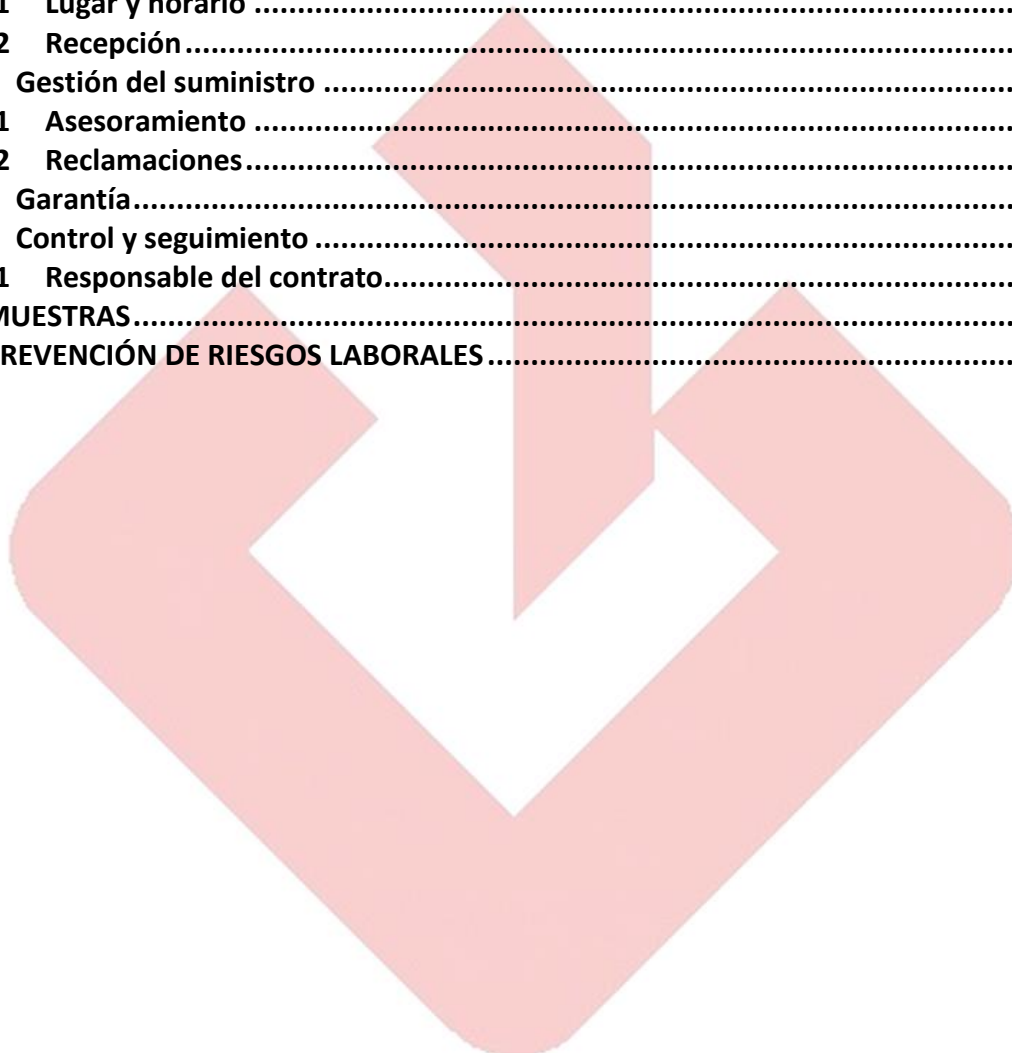 1 Lugar y horario ........................................................................................
2 Recepción ........................................................................................
Gestión del suministro ........................................................................................
1 Asesoramiento ........................................................................................
2 Reclamaciones ........................................................................................
Garantía ........................................................................................
Control y seguimiento ........................................................................................
1 Responsable del contrato ........................................................................................
MUESTRAS ........................................................................................
REVENCIÓN DE RIESGOS LABORALES ........................................................................................